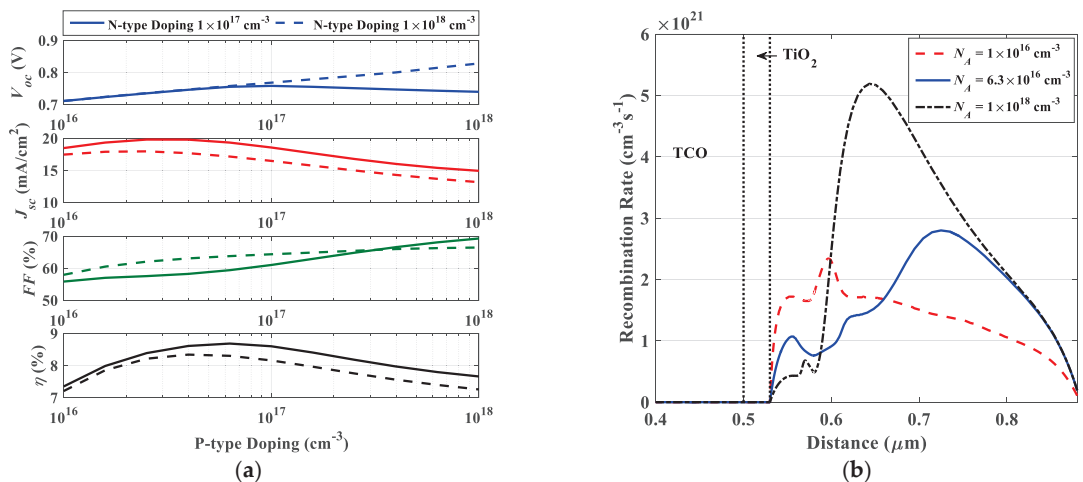 N-type Doping 1×10^17 cm^-3
N-type Doping 1×10^18 cm^-3
V_oc (V)
0.9
0.8
0.7
10^16
10^17
10^18
J_sc (mA/cm^2)
20
15
10
10^16
10^17
10^18
FF (%)
70
60
50
10^16
10^17
10^18
η (%)
9
8
7
10^16
10^17
10^18
P-type Doping (cm^-3)
(a)
×10^21
6
5
4
3
2
1
0
Recombination Rate (cm^-3 s^-1)
TCO
TiO_2
N_A = 1×10^16 cm^-3
N_A = 6.3×10^16 cm^-3
N_A = 1×10^18 cm^-3
0.4
0.5
0.6
0.7
0.8
Distance (μm)
(b)